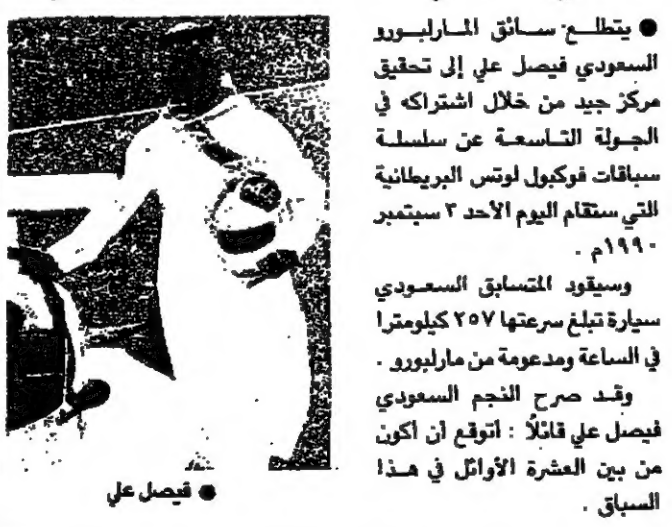 ● يتطلع سائق المارلبورو
السعودي فيصل علي إلى تحقيق
مركز جيد من خلال اشتراكه في
الجولة التاسعة عن سلسلة
سباقات فوكبول لوتس البريطانية
التي ستقام اليوم الأحد ٢ سبتمبر
١٩٩٠م .
وسيقود المتسابق السعودي
سيارة تبلغ سرعتها ٢٥٧ كيلومترا
في الساعة ومدعومة من مارلبورو .
وقد صرح النجم السعودي
فيصل علي قائلاً : أتوقع أن أكون
من بين العشرة الأوائل في هذا
السباق .
● فيصل علي